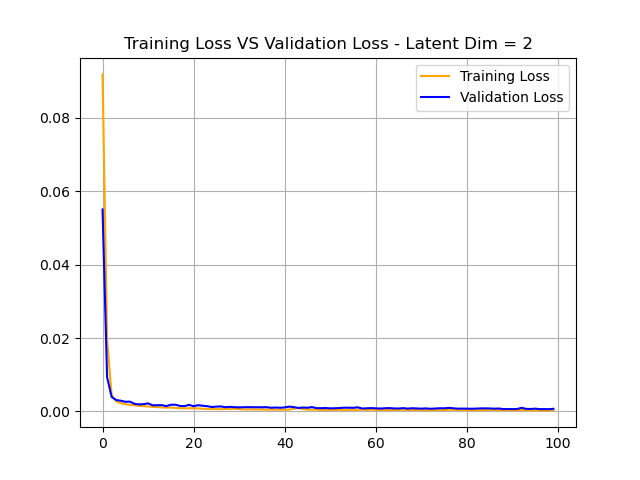 Training Loss VS Validation Loss - Latent Dim = 2
Training Loss
Validation Loss
0.08
0.06
0.04
0.02
0.00
0 20 40 60 80 100